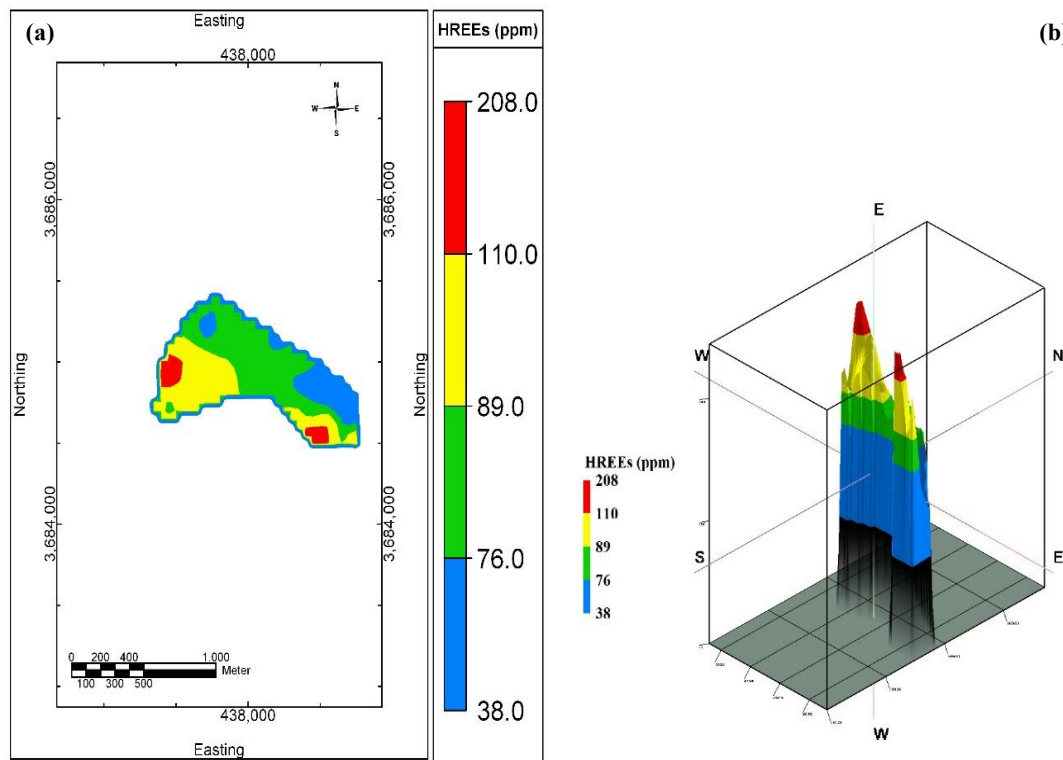 (a)
Easting
438,000
HREEs (ppm)
N
W
E
S
3,686,000
3,686,000
Northing
Northing
3,684,000
3,684,000
0 200 400 1,000
Meter
100 300 500
438,000
Easting
208.0
110.0
89.0
76.0
38.0
(b)
E
W
N
S
E
W
HREEs (ppm)
208
110
89
76
38